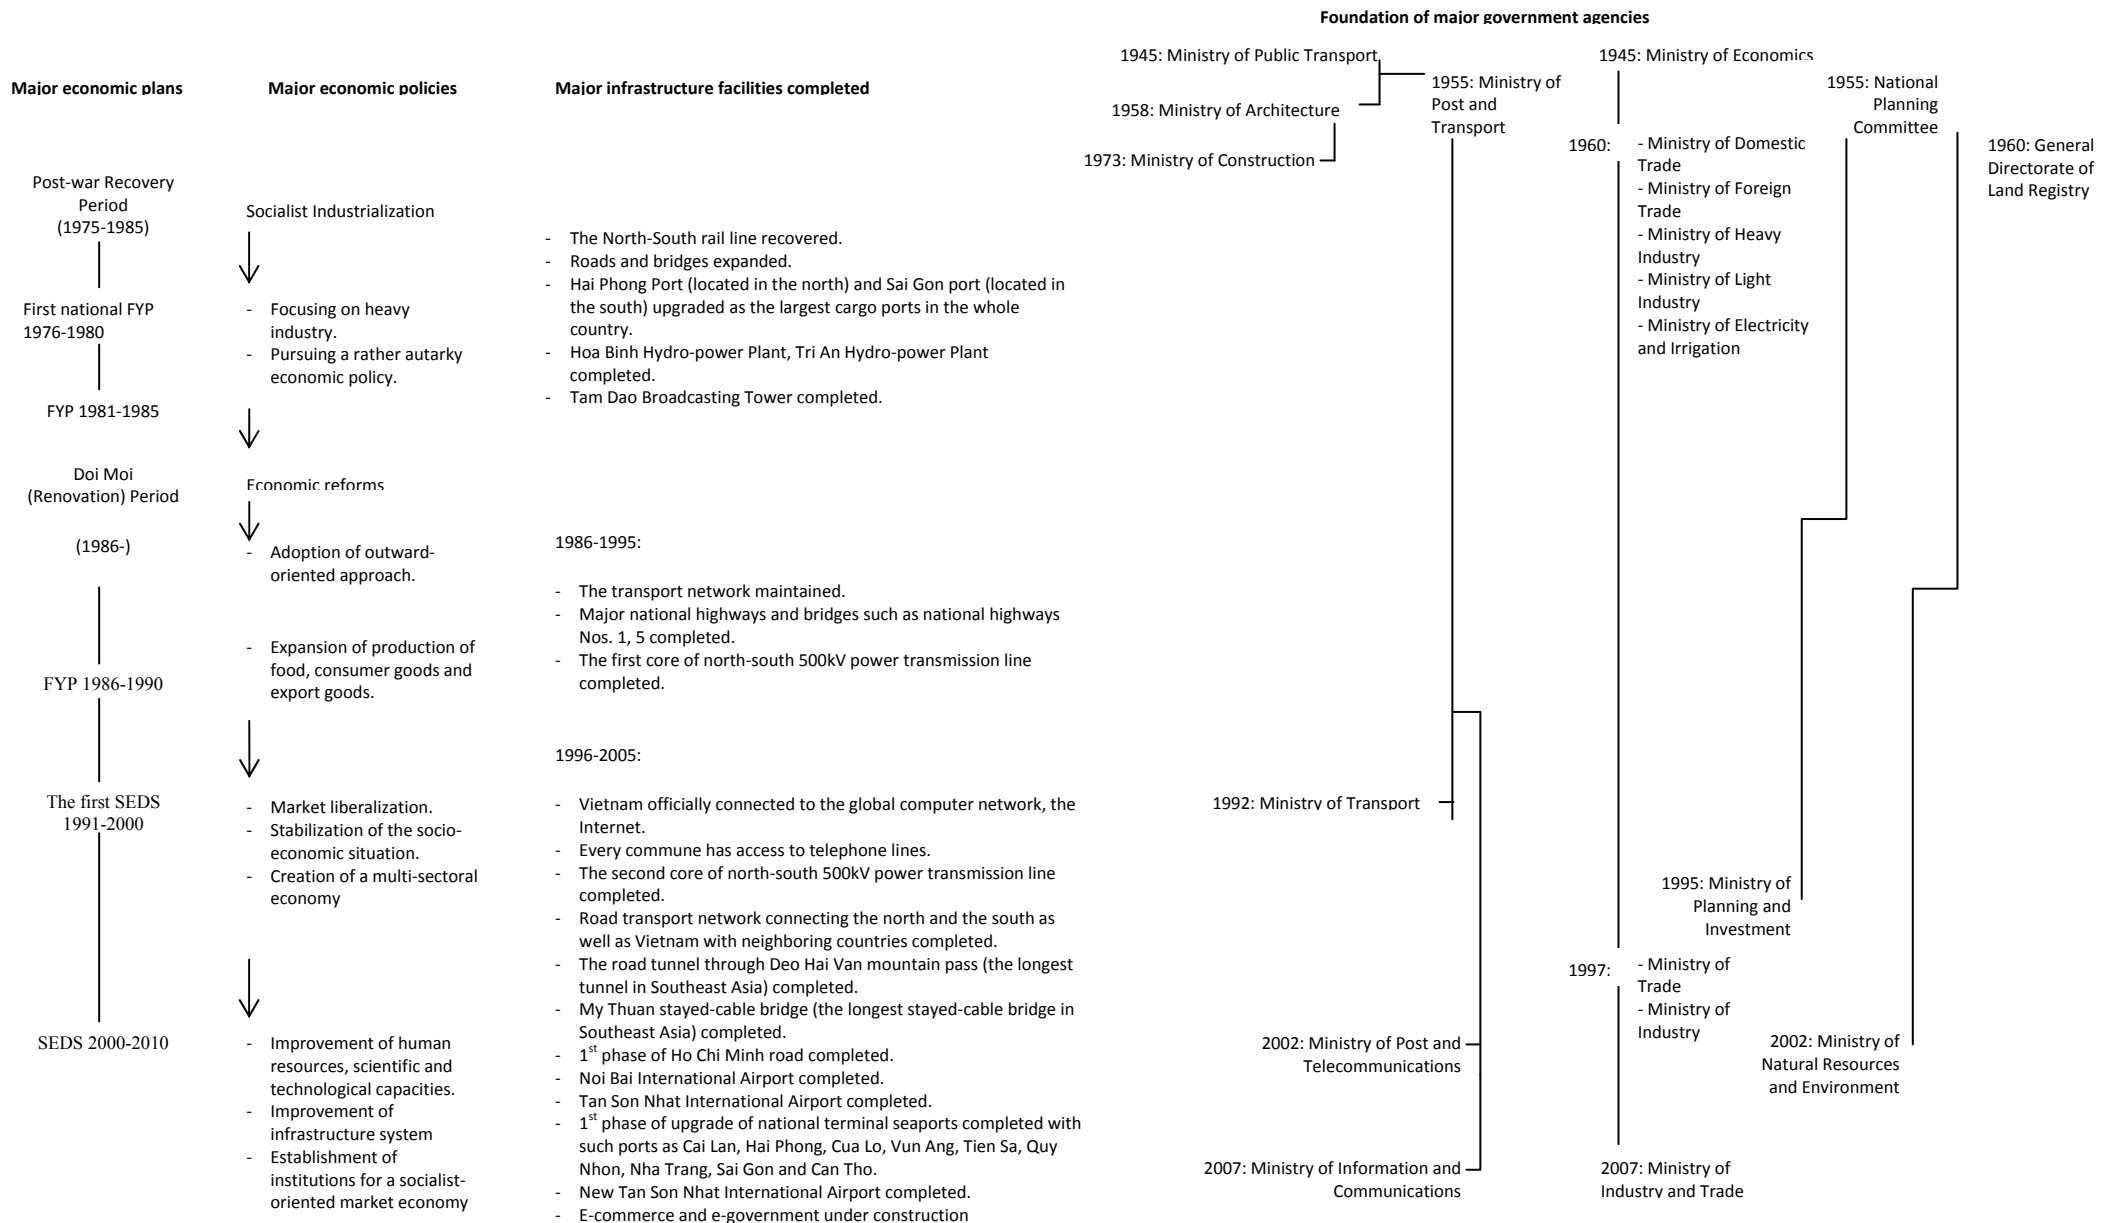 Foundation of major government agencies
Major economic plans
Major economic policies
Major infrastructure facilities completed
Post-war Recovery
Period
(1975-1985)
First national FYP
1976-1980
FYP 1981-1985
Doi Moi
(Renovation) Period
(1986-)
FYP 1986-1990
The first SEDS
1991-2000
SEDS 2000-2010
Socialist Industrialization
- Focusing on heavy
industry.
- Pursuing a rather autarky
economic policy.
Economic reforms
- Adoption of outward-
oriented approach.
- Expansion of production of
food, consumer goods and
export goods.
- Market liberalization.
- Stabilization of the socio-
economic situation.
- Creation of a multi-sectoral
economy
- Improvement of human
resources, scientific and
technological capacities.
- Improvement of
infrastructure system
- Establishment of
institutions for a socialist-
oriented market economy
- The North-South rail line recovered.
- Roads and bridges expanded.
- Hai Phong Port (located in the north) and Sai Gon port (located in
the south) upgraded as the largest cargo ports in the whole
country.
- Hoa Binh Hydro-power Plant, Tri An Hydro-power Plant
completed.
- Tam Dao Broadcasting Tower completed.
1986-1995:
- The transport network maintained.
- Major national highways and bridges such as national highways
Nos. 1, 5 completed.
- The first core of north-south 500kV power transmission line
completed.
1996-2005:
- Vietnam officially connected to the global computer network, the
Internet.
- Every commune has access to telephone lines.
- The second core of north-south 500kV power transmission line
completed.
- Road transport network connecting the north and the south as
well as Vietnam with neighboring countries completed.
- The road tunnel through Deo Hai Van mountain pass (the longest
tunnel in Southeast Asia) completed.
- My Thuan stayed-cable bridge (the longest stayed-cable bridge in
Southeast Asia) completed.
- 1st phase of Ho Chi Minh road completed.
- Noi Bai International Airport completed.
- Tan Son Nhat International Airport completed.
- 1st phase of upgrade of national terminal seaports completed with
such ports as Cai Lan, Hai Phong, Cua Lo, Vun Ang, Tien Sa, Quy
Nhon, Nha Trang, Sai Gon and Can Tho.
- New Tan Son Nhat International Airport completed.
- E-commerce and e-government under construction
1945: Ministry of Public Transport
1958: Ministry of Architecture
1973: Ministry of Construction
1955: Ministry of
Post and
Transport
1992: Ministry of Transport
2002: Ministry of Post and
Telecommunications
2007: Ministry of Information and
Communications
1945: Ministry of Economics
1960:
- Ministry of Domestic
Trade
- Ministry of Foreign
Trade
- Ministry of Heavy
Industry
- Ministry of Light
Industry
- Ministry of Electricity
and Irrigation
1997:
- Ministry of
Trade
- Ministry of
Industry
2007: Ministry of
Industry and Trade
1955: National
Planning
Committee
1995: Ministry of
Planning and
Investment
1960: General
Directorate of
Land Registry
2002: Ministry of
Natural Resources
and Environment